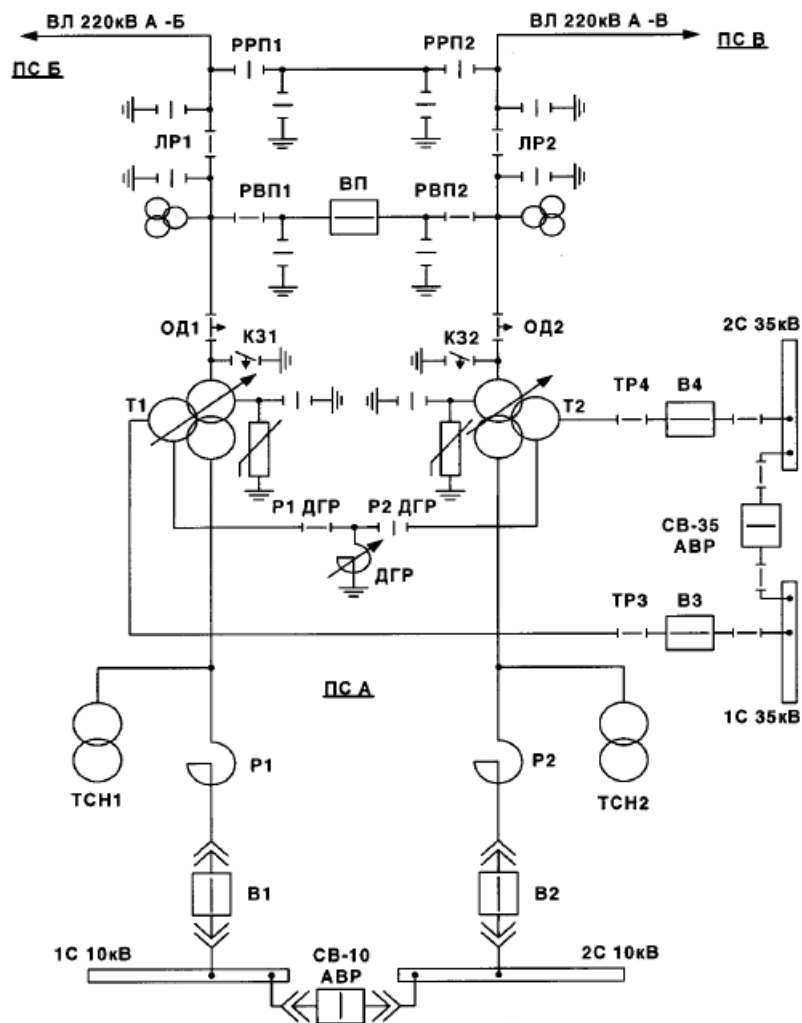 ВЛ 220кВ А -Б
ВЛ 220кВ А -В
ПС Б
РРП1
РРП2
ПС В
ЛР1
ЛР2
РВП1
ВП
РВП2
ОД1
КЗ1
КЗ2
ОД2
2С 35кВ
Т1
Т2
ТР4
В4
Р1 ДГР
Р2 ДГР
ДГР
СВ-35
АВР
ТР3
В3
ПС А
1С 35кВ
ТСН1
Р1
Р2
ТСН2
В1
В2
1С 10кВ
СВ-10
АВР
2С 10кВ